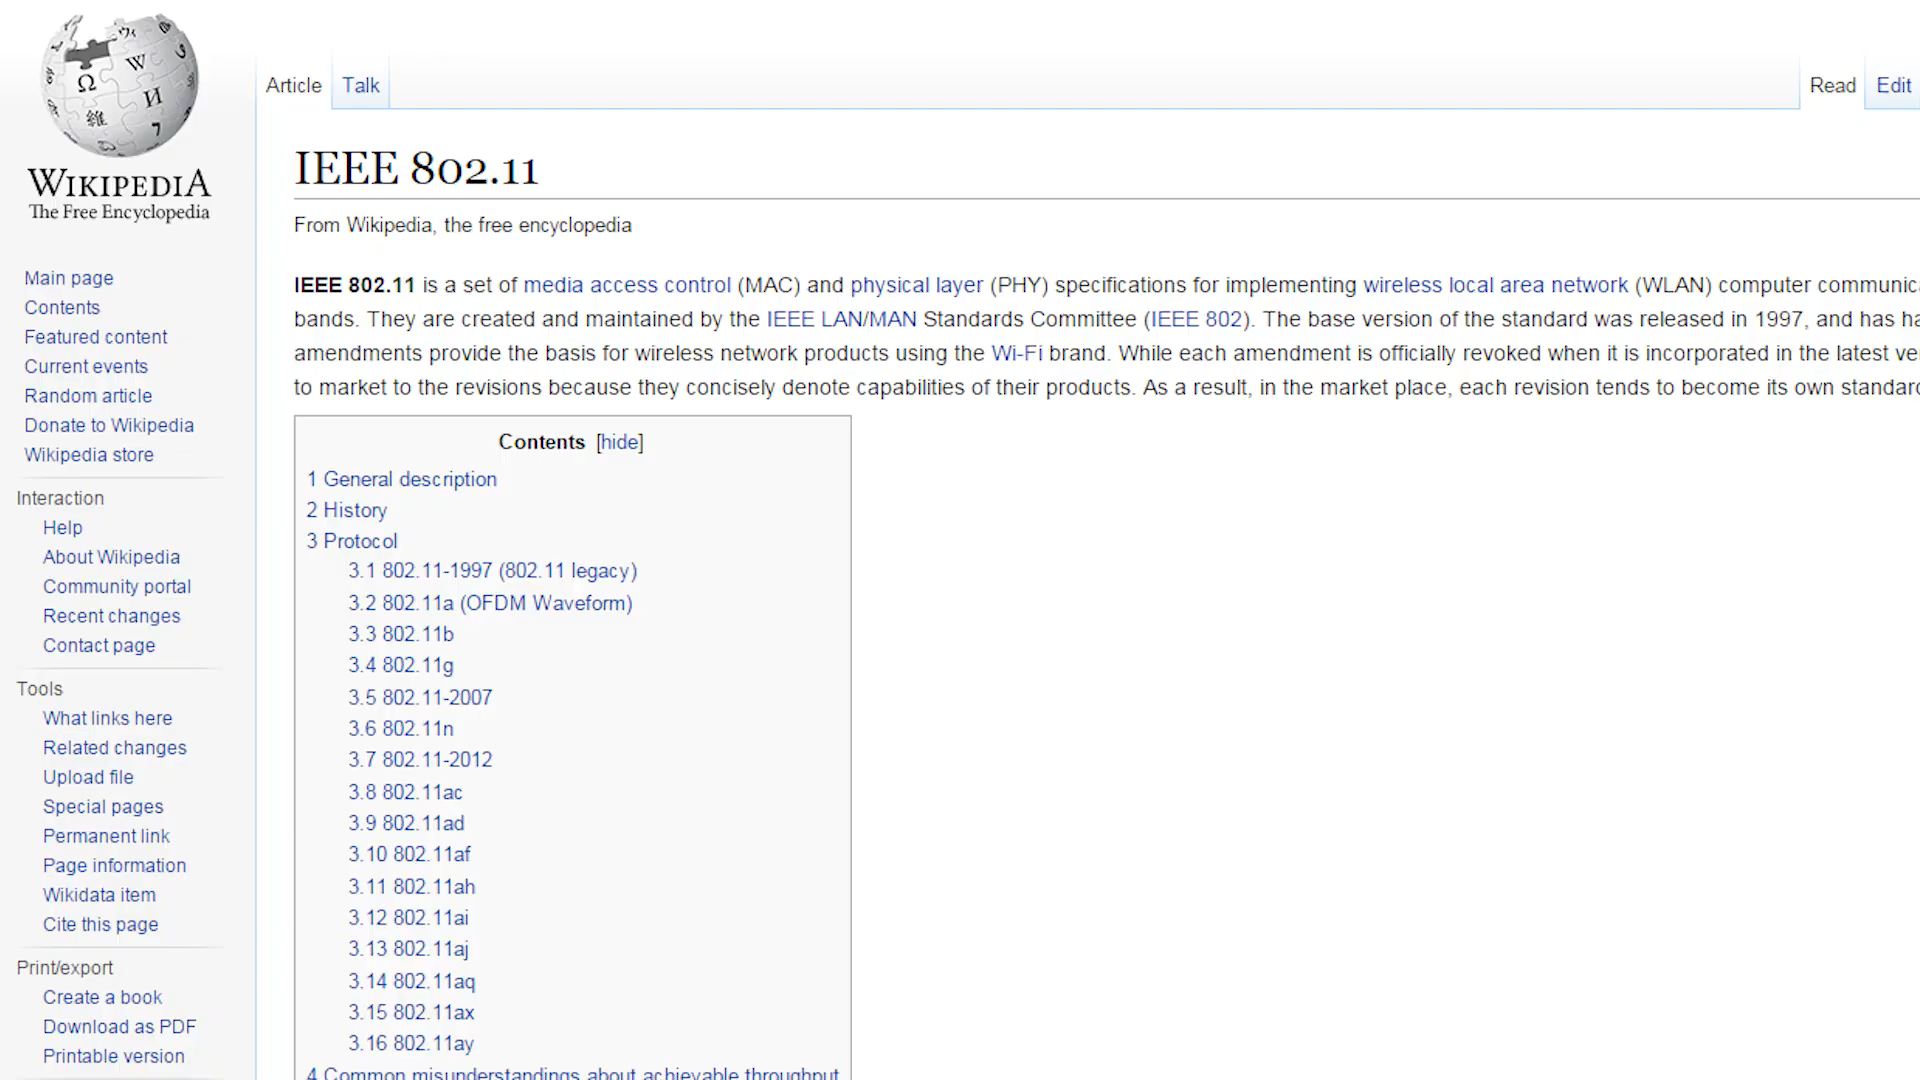 WIKIPEDIA
The Free Encyclopedia
Main page
Contents
Featured content
Current events
Random article
Donate to Wikipedia
Wikipedia store
Interaction
Help
About Wikipedia
Community portal
Recent changes
Contact page
Tools
What links here
Related changes
Upload file
Special pages
Permanent link
Page information
Wikidata item
Cite this page
Print/export
Create a book
Download as PDF
Printable version
Article Talk Read Edit
IEEE 802.11
From Wikipedia, the free encyclopedia
IEEE 802.11 is a set of media access control (MAC) and physical layer (PHY) specifications for implementing wireless local area network (WLAN) computer communica
bands. They are created and maintained by the IEEE LAN/MAN Standards Committee (IEEE 802). The base version of the standard was released in 1997, and has ha
amendments provide the basis for wireless network products using the Wi-Fi brand. While each amendment is officially revoked when it is incorporated in the latest ve
to market to the revisions because they concisely denote capabilities of their products. As a result, in the market place, each revision tends to become its own standard
Contents [hide]
1 General description
2 History
3 Protocol
3.1 802.11-1997 (802.11 legacy)
3.2 802.11a (OFDM Waveform)
3.3 802.11b
3.4 802.11g
3.5 802.11-2007
3.6 802.11n
3.7 802.11-2012
3.8 802.11ac
3.9 802.11ad
3.10 802.11af
3.11 802.11ah
3.12 802.11ai
3.13 802.11aj
3.14 802.11aq
3.15 802.11ax
3.16 802.11ay
4 Common misunderstandings about achievable throughput